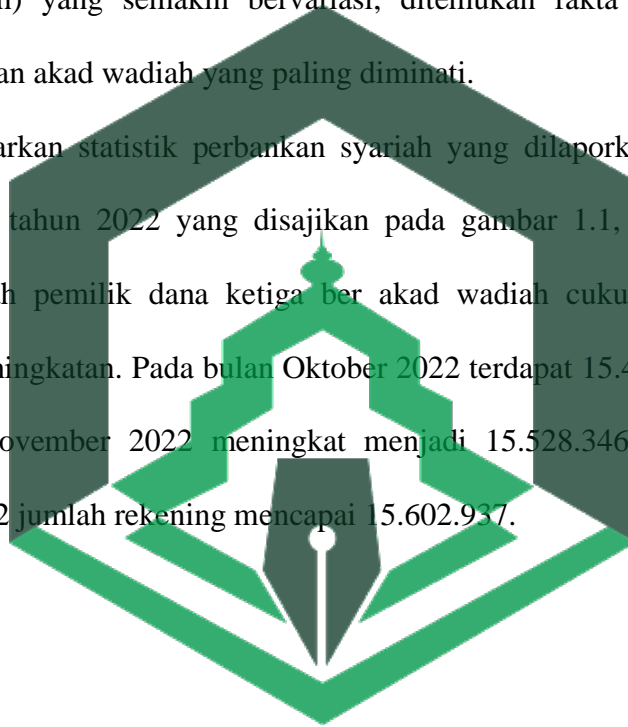 yang semakin bervariasi, ditemukan fakta
an akad wadiah yang paling diminati.
arkan statistik perbankan syariah yang dilapork
tahun 2022 yang disajikan pada gambar 1.1,
h pemilik dana ketiga ber akad wadiah cuku
ningkatan. Pada bulan Oktober 2022 terdapat 15.4
ovember 2022 meningkat menjadi 15.528.346
2 jumlah rekening mencapai 15.602.937.